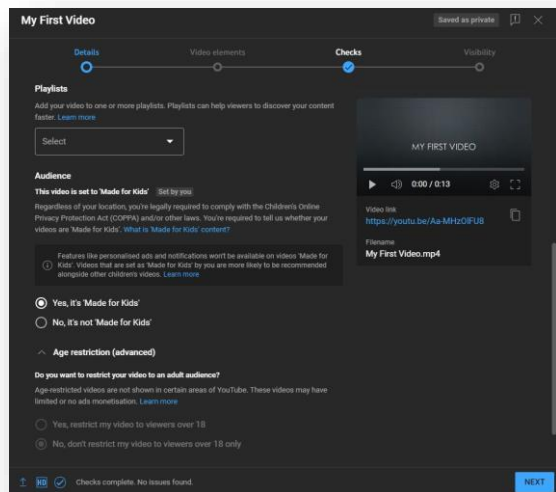 My First Video
Saved as private
Details
Video elements
Checks
Visibility
Playlists
Add your video to one or more playlists. Playlists can help viewers to discover your content
faster. Learn more
Select
Audience
This video is set to 'Made for Kids' Set by you
Regardless of your location, you're legally required to comply with the Children's Online
Privacy Protection Act (COPPA) and/or other laws. You're required to tell us whether your
videos are 'Made for Kids'. What is 'Made for Kids' content?
Features like personalised ads and notifications won't be available on videos 'Made for
Kids'. Videos that are set as 'Made for Kids' by you are more likely to be recommended
alongside other children's videos. Learn more
Yes, it's 'Made for Kids'
No, it's not 'Made for Kids'
Age restriction (advanced)
Do you want to restrict your video to an adult audience?
Age-restricted videos are not shown in certain areas of YouTube. These videos may have
limited or no ads monetisation. Learn more
Yes, restrict my video to viewers over 18
No, don't restrict my video to viewers over 18 only
MY FIRST VIDEO
0:00 / 0:13
Video link
https://youtu.be/Aa-MHzOlFU8
Filename
My First Video.mp4
HD
Checks complete. No issues found.
NEXT